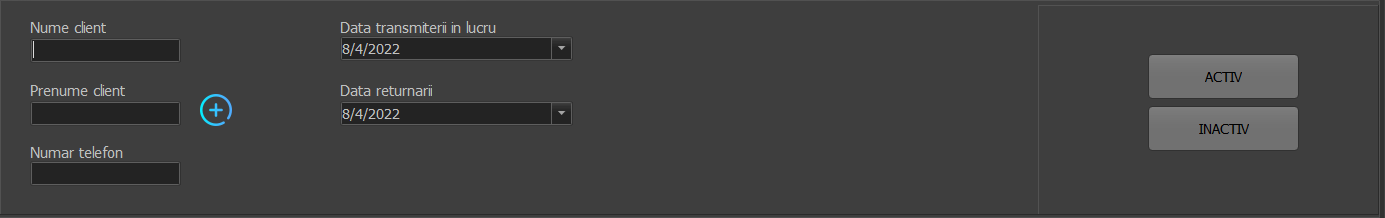 Nume client
Data transmiterii in lucru
8/4/2022
ACTIV
Prenume client
Data returnarii
8/4/2022
INACTIV
Numar telefon